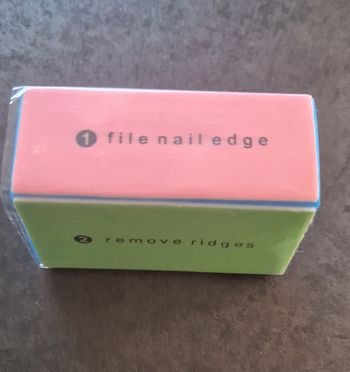 1 file nail edge
2 remove ridges